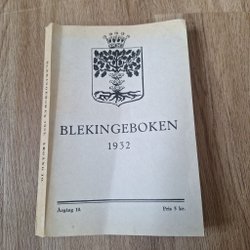 BLEKINGEBOKEN
1932
Årgång 10 Pris 5 kr.